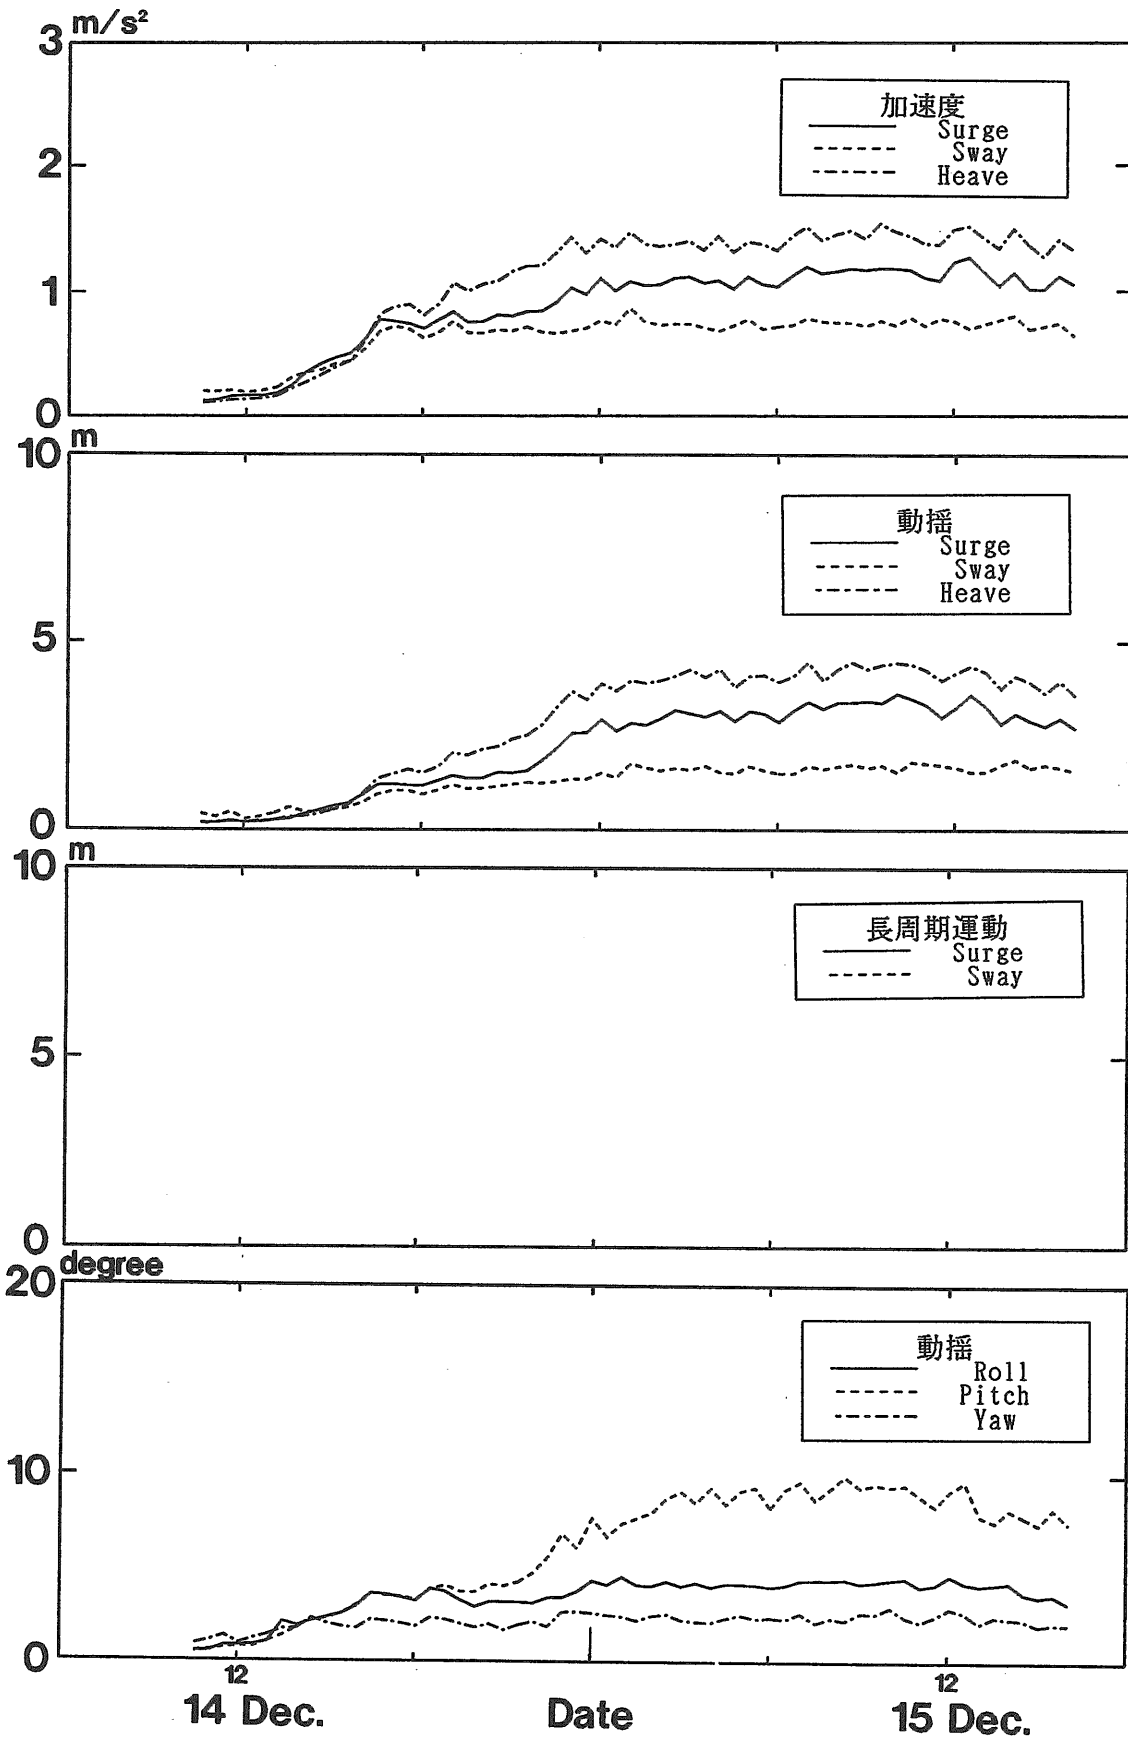 m/s²
3
加速度
Surge
Sway
Heave
2
1
0
m
10
動揺
Surge
Sway
Heave
5
0
m
10
長周期運動
Surge
Sway
5
0
degree
20
動揺
Roll
Pitch
Yaw
10
0
12
12
14 Dec.
Date
15 Dec.